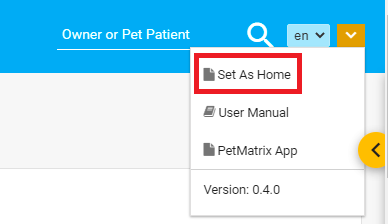 Owner or Pet Patient
en
Set As Home
User Manual
PetMatrix App
Version: 0.4.0